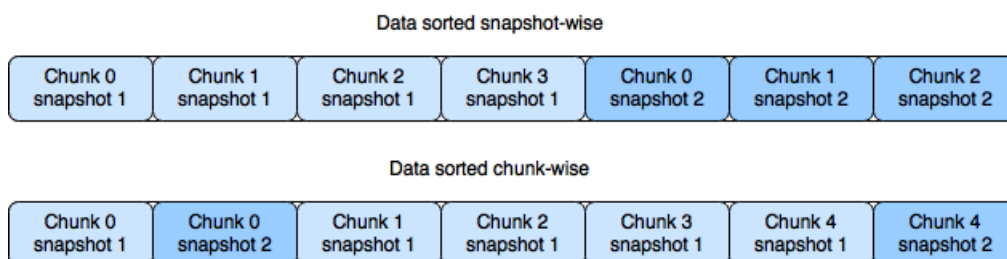 Data sorted snapshot-wise
Chunk 0 Chunk 1 Chunk 2 Chunk 3 Chunk 0 Chunk 1 Chunk 2
snapshot 1 snapshot 1 snapshot 1 snapshot 1 snapshot 2 snapshot 2 snapshot 2
Data sorted chunk-wise
Chunk 0 Chunk 0 Chunk 1 Chunk 2 Chunk 3 Chunk 4 Chunk 4
snapshot 1 snapshot 2 snapshot 1 snapshot 1 snapshot 1 snapshot 1 snapshot 2